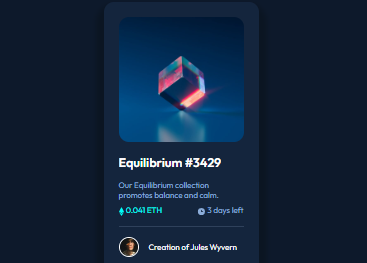 Equilibrium #3429
Our Equilibrium collection
promotes balance and calm.
0.041 ETH 3 days left
Creation of Jules Wyvern